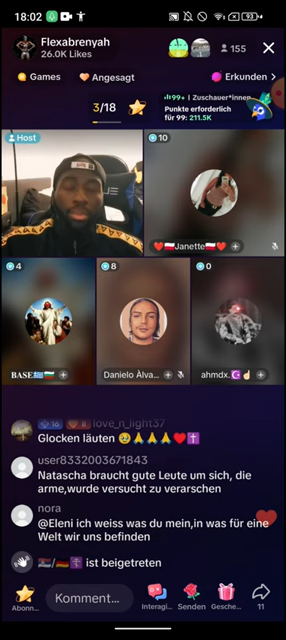 18:02
93
Flexabrenyah
26.0K Likes
155
Games
Angesagt
Erkunden >
3/18
99+ | Zuschauer*innen
Punkte erforderlich
für 99: 211.5K
Host
10
❤️🇵🇱Janette🇵🇱❤️
4
8
0
BASE🇬🇷🇧🇬
Danielo Àlva...
ahmdx.☪️☝🏻
16 love_n_light37
Glocken läuten 🥹🙏🙏🙏❤️✝️
user8332003671843
Natascha braucht gute Leute um sich, die
arme,wurde versucht zu verarschen
nora
@Eleni ich weiss was du mein,in was für eine
Welt wir uns befinden
🇷🇸/🇩🇪☦️ ist beigetreten
Abonn...
Komment...
Interagi...
Senden
Gesche...
11